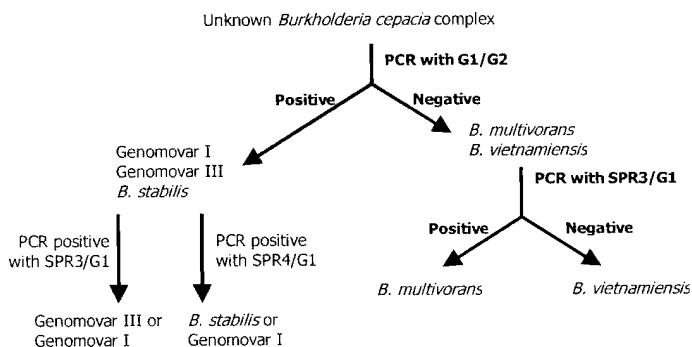 Unknown Burkholderia cepacia complex
PCR with G1/G2
Positive
Negative
Genomovar I
Genomovar III
B. stabilis
B. multivorans
B. vietnamiensis
PCR with SPR3/G1
PCR positive
with SPR3/G1
PCR positive
with SPR4/G1
Positive
Negative
B. multivorans
B. vietnamiensis
Genomovar III or
Genomovar I
B. stabilis or
Genomovar I